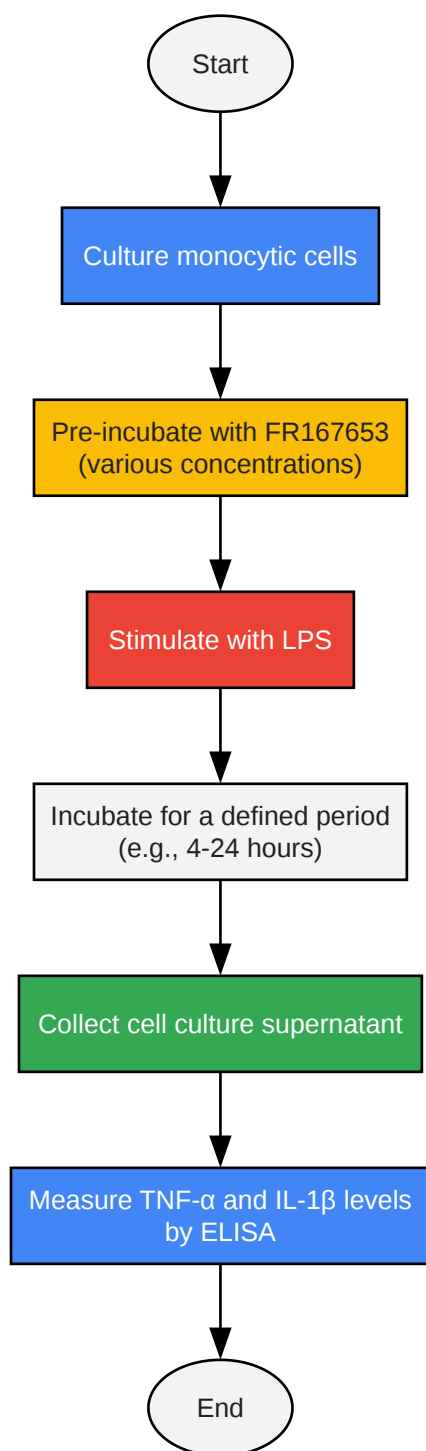 Start
Culture monocytic cells
Pre-incubate with FR167653
(various concentrations)
Stimulate with LPS
Incubate for a defined period
(e.g., 4-24 hours)
Collect cell culture supernatant
Measure TNF-α and IL-1β levels
by ELISA
End